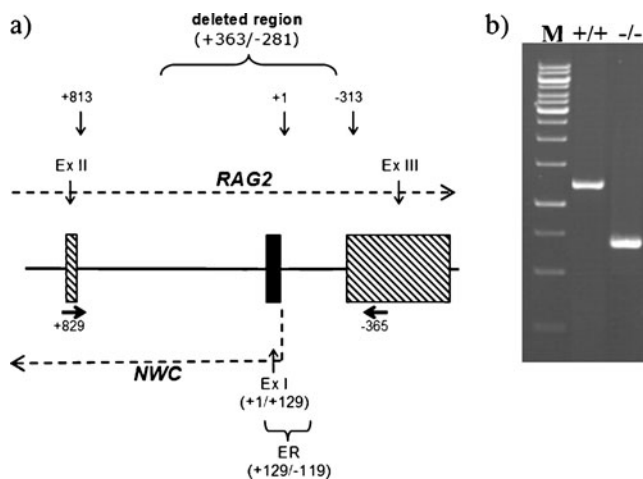 a)
deleted region
(+363/-281)
+813
+1
-313
Ex II
RAG2
Ex III
+829
-365
NWC
Ex I
(+1/+129)
ER
(+129/-119)
b)
M +/+ -/-